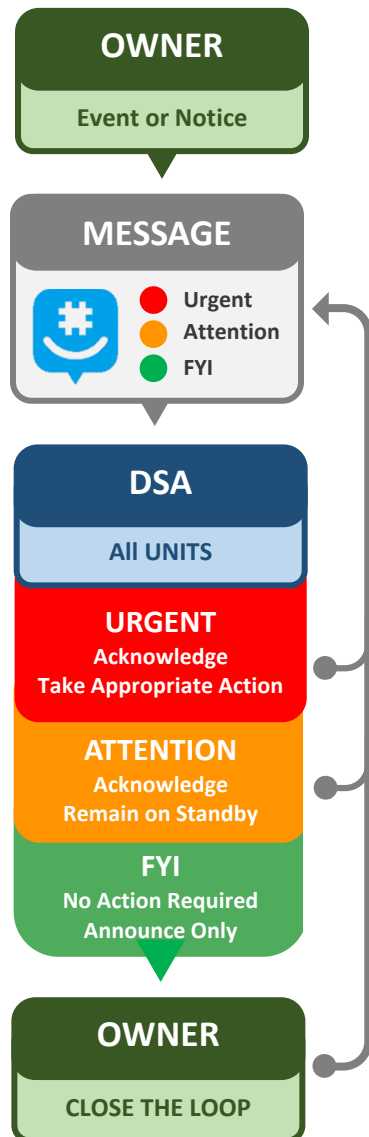 OWNER
Event or Notice
MESSAGE
#
Urgent
Attention
FYI
DSA
All UNITS
URGENT
Acknowledge
Take Appropriate Action
ATTENTION
Acknowledge
Remain on Standby
FYI
No Action Required
Announce Only
OWNER
CLOSE THE LOOP